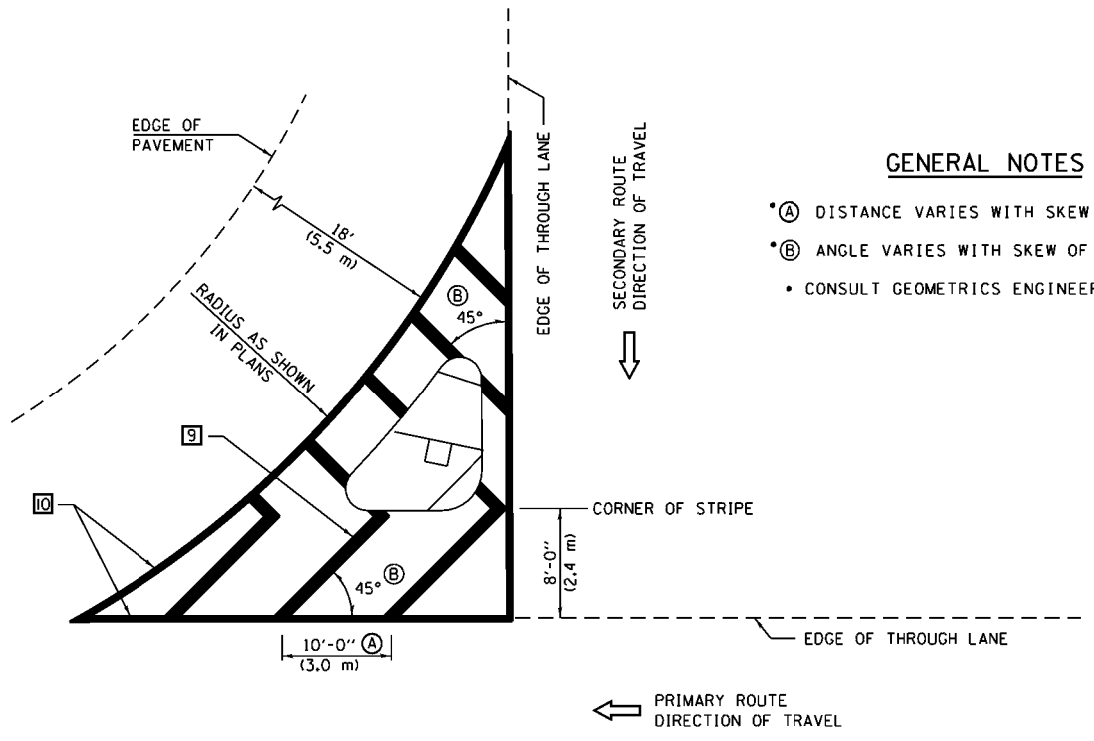 EDGE OF
PAVEMENT
18'
(5.5 m)
RADIUS AS SHOWN
IN PLANS
EDGE OF THROUGH LANE
SECONDARY ROUTE
DIRECTION OF TRAVEL
GENERAL NOTES
•Ⓐ DISTANCE VARIES WITH SKEW
•Ⓑ ANGLE VARIES WITH SKEW OF
• CONSULT GEOMETRICS ENGINEER
Ⓑ
45°
9
10
CORNER OF STRIPE
8'-0"
(2.4 m)
45° Ⓑ
10'-0" Ⓐ
(3.0 m)
EDGE OF THROUGH LANE
PRIMARY ROUTE
DIRECTION OF TRAVEL